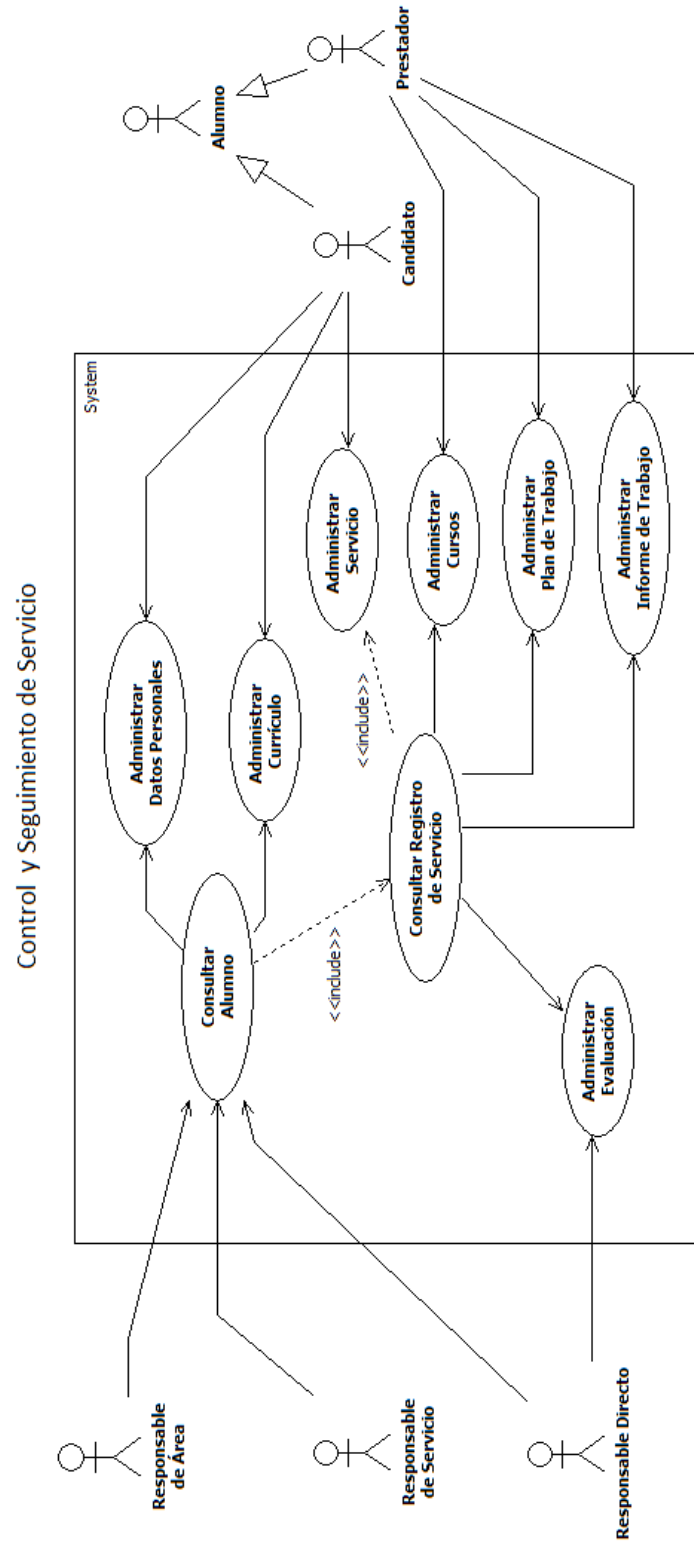 Control y Seguimiento de Servicio
System
Responsable
de Área
Responsable
de Servicio
Responsable Directo
Consultar
Alumno
<<include>>
Administrar
Datos Personales
Administrar
Currículo
<<include>>
Consultar Registro
de Servicio
Administrar
Evaluación
Administrar
Servicio
Administrar
Cursos
Administrar
Plan de Trabajo
Administrar
Informe de Trabajo
Alumno
Candidato
Prestador